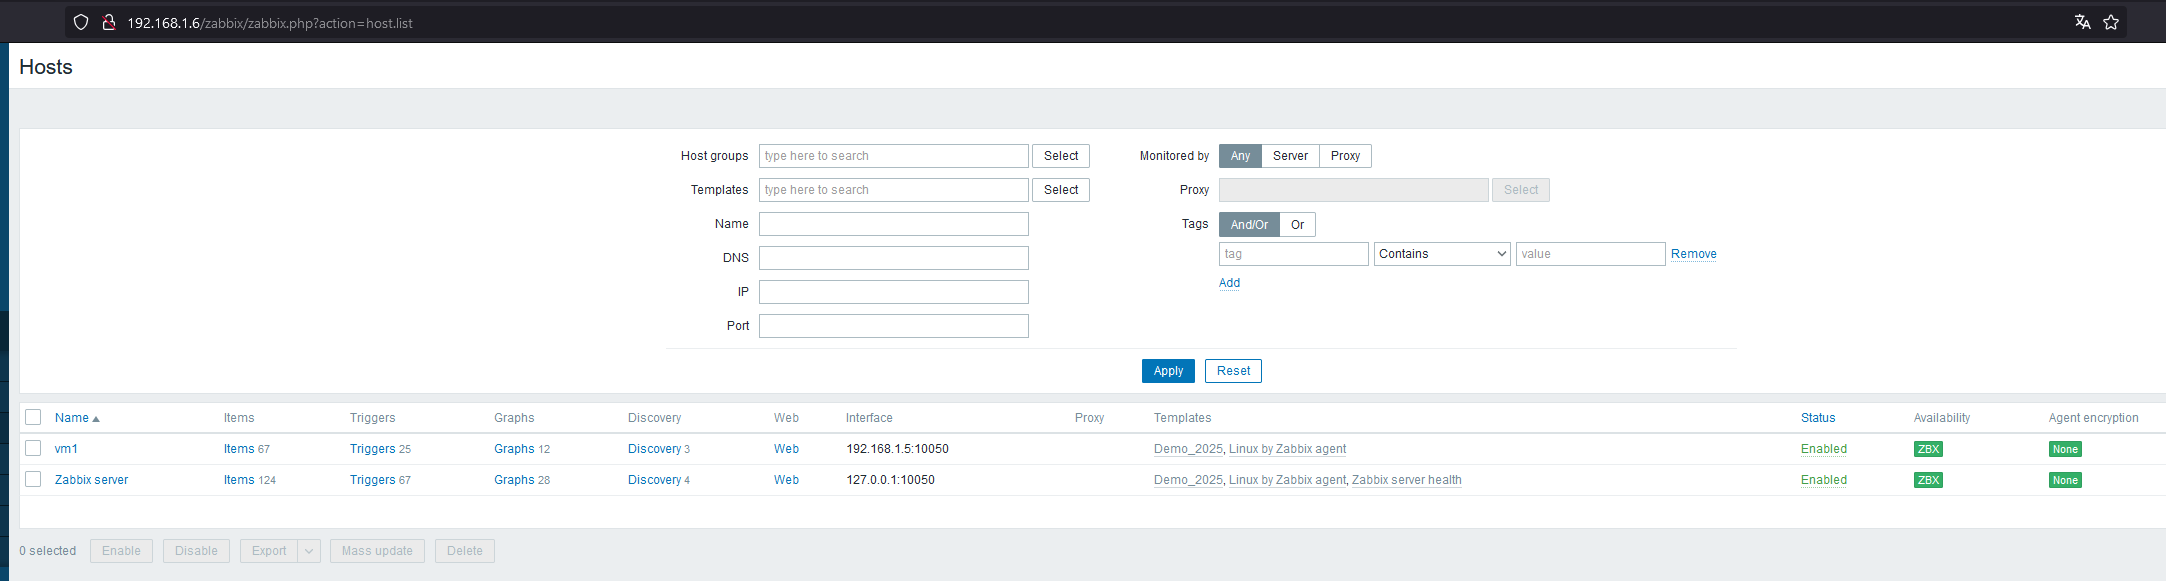 192.168.1.6/zabbix/zabbix.php?action=host.list
Hosts
Host groups type here to search Select Monitored by Any Server Proxy
Templates type here to search Select Proxy Select
Name Tags And/Or Or
tag Contains value Remove
DNS
Add
IP
Port
Apply Reset
Name Items Triggers Graphs Discovery Web Interface Proxy Templates Status Availability Agent encryption
vm1 Items 67 Triggers 25 Graphs 12 Discovery 3 Web 192.168.1.5:10050 Demo_2025, Linux by Zabbix agent Enabled ZBX None
Zabbix server Items 124 Triggers 67 Graphs 28 Discovery 4 Web 127.0.0.1:10050 Demo_2025, Linux by Zabbix agent, Zabbix server health Enabled ZBX None
0 selected Enable Disable Export Mass update Delete